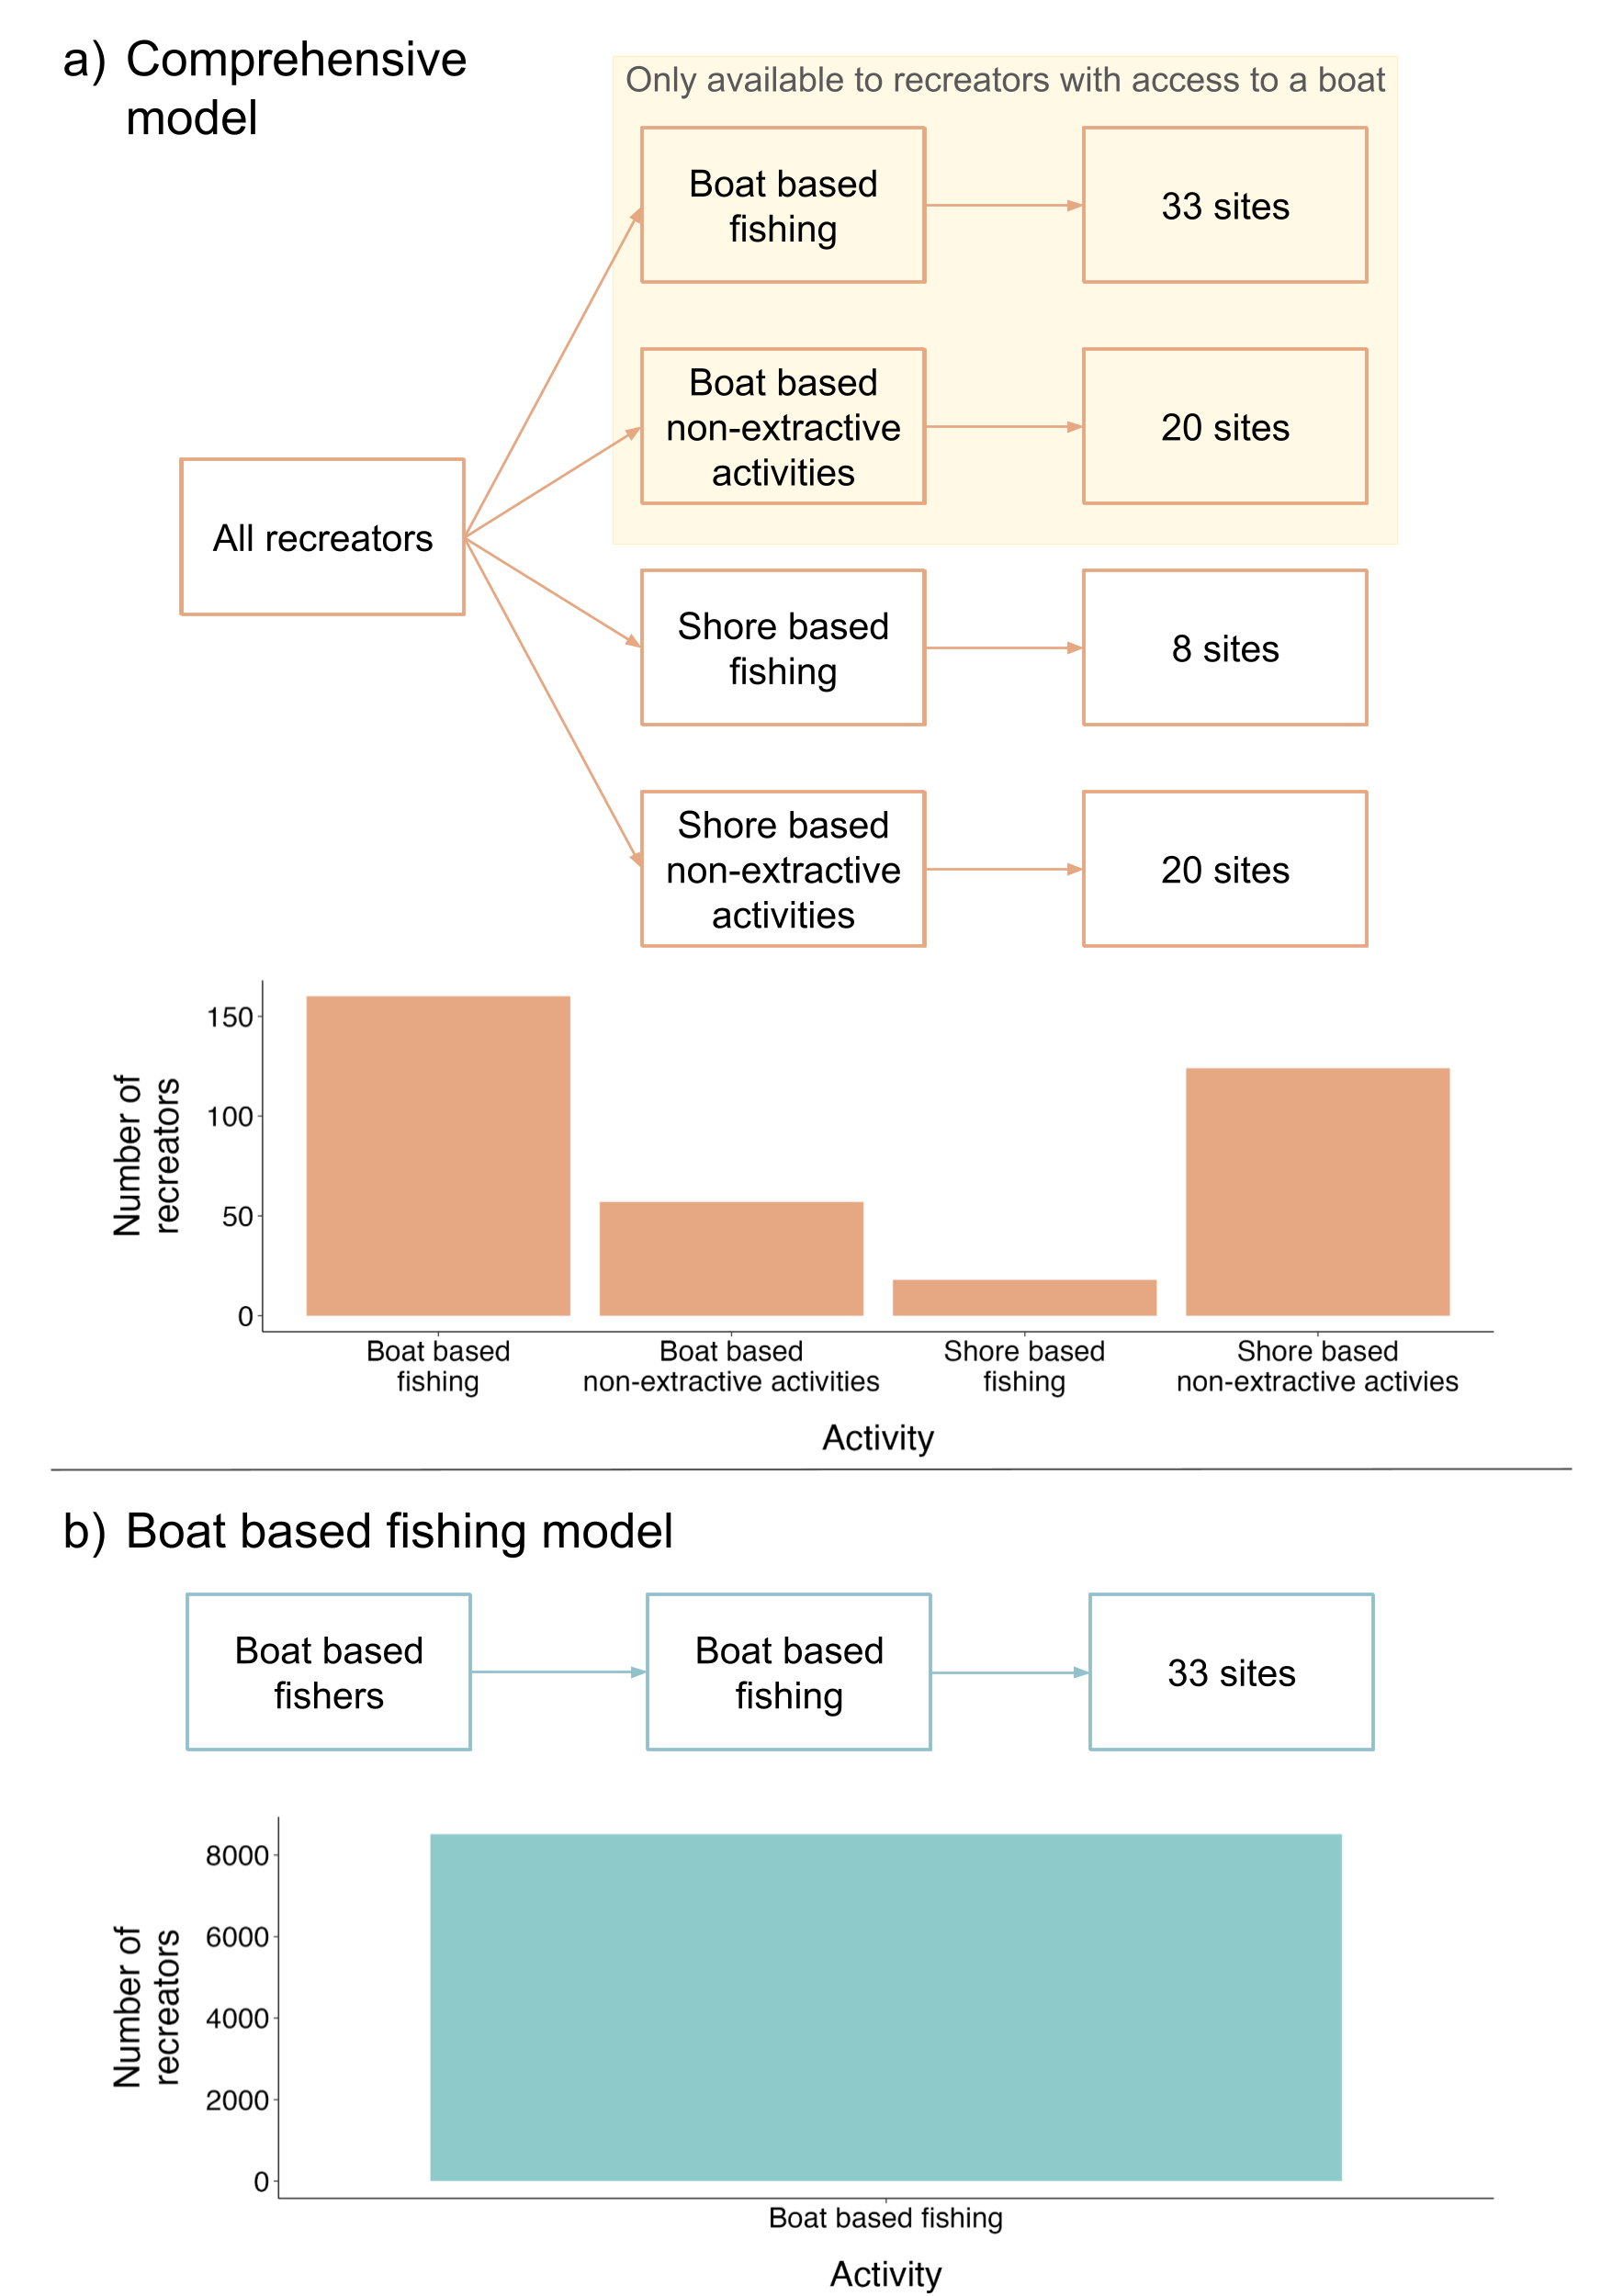 a) Comprehensive
model
Only available to recreators with access to a boat
Boat based
fishing
33 sites
Boat based
non-extractive
activities
20 sites
All recreators
Shore based
fishing
8 sites
Shore based
non-extractive
activities
20 sites
Number of
recreators
150
100
50
0
Boat based
fishing
Boat based
non-extractive activities
Shore based
fishing
Shore based
non-extractive activies
Activity
b) Boat based fishing model
Boat based
fishers
Boat based
fishing
33 sites
Number of
recreators
8000
6000
4000
2000
0
Boat based fishing
Activity